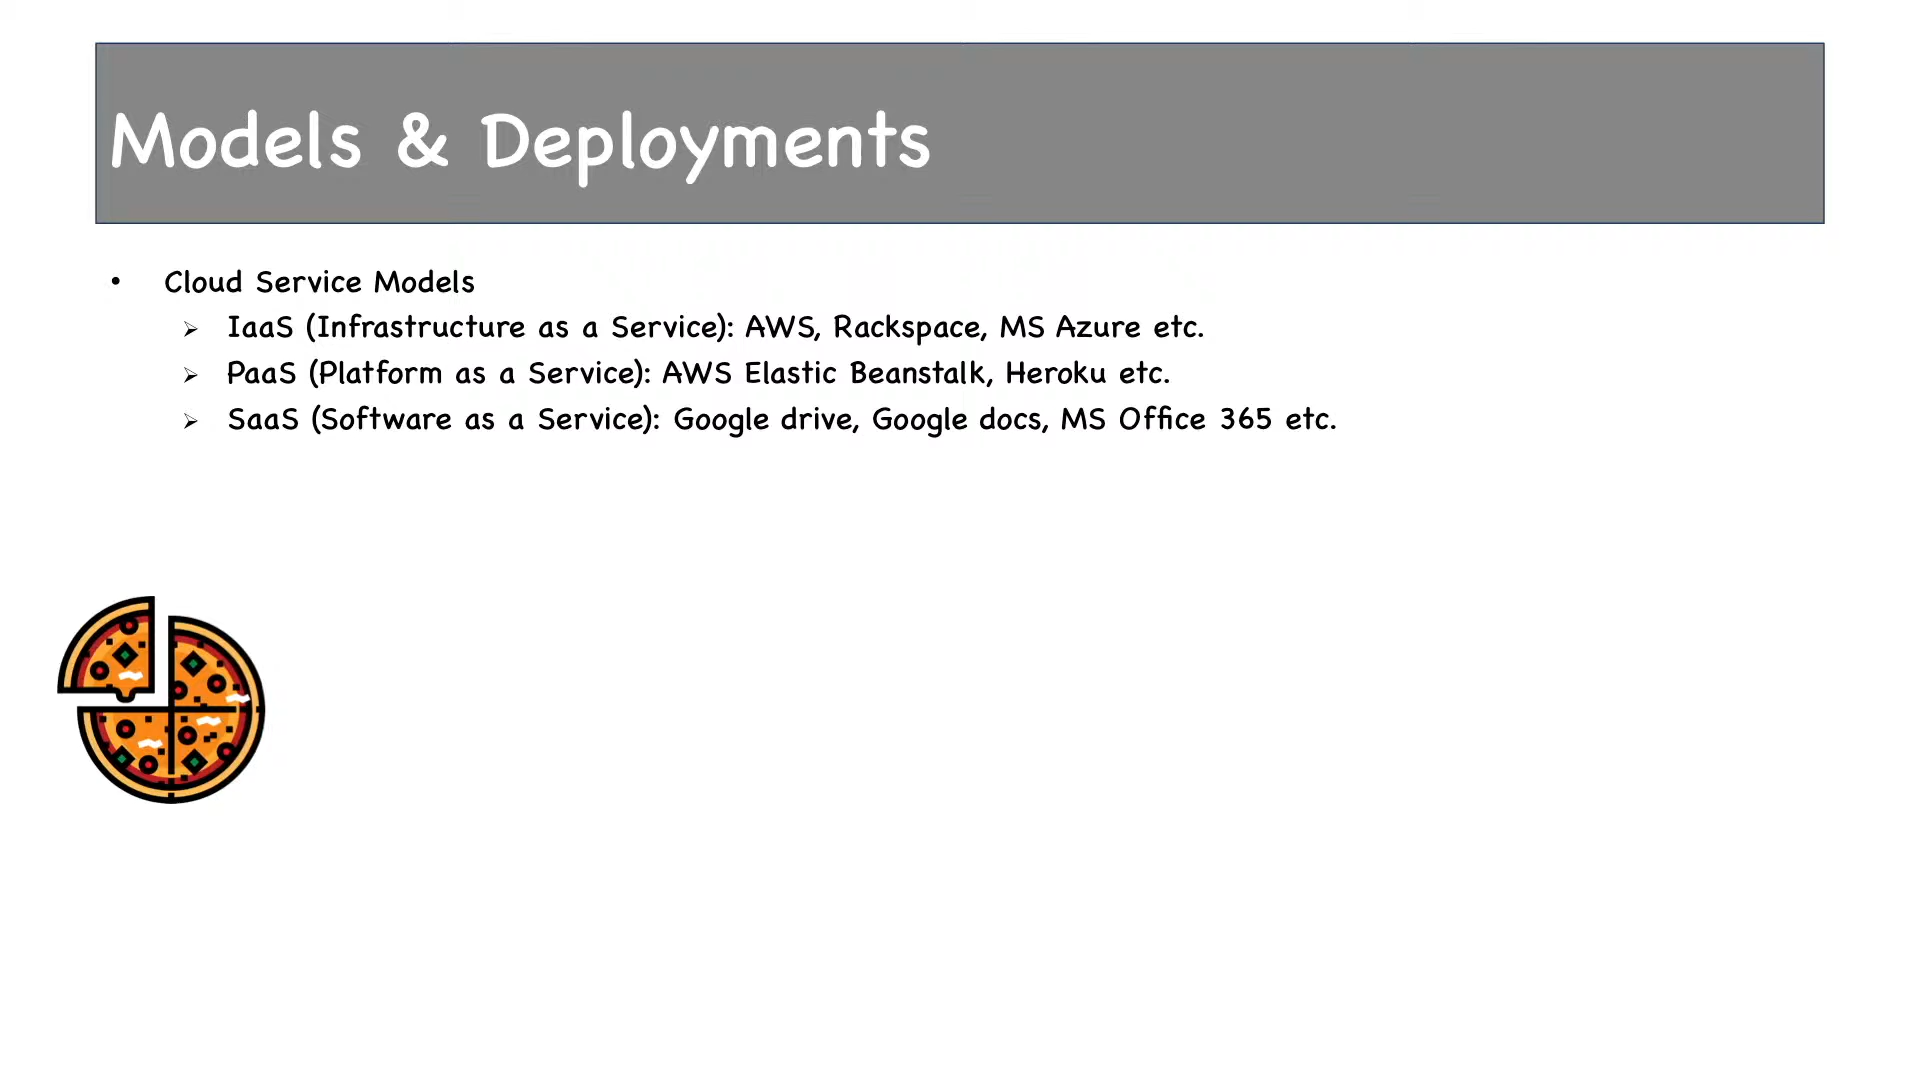 Models & Deployments
• Cloud Service Models
➢ IaaS (Infrastructure as a Service): AWS, Rackspace, MS Azure etc.
➢ PaaS (Platform as a Service): AWS Elastic Beanstalk, Heroku etc.
➢ SaaS (Software as a Service): Google drive, Google docs, MS Office 365 etc.